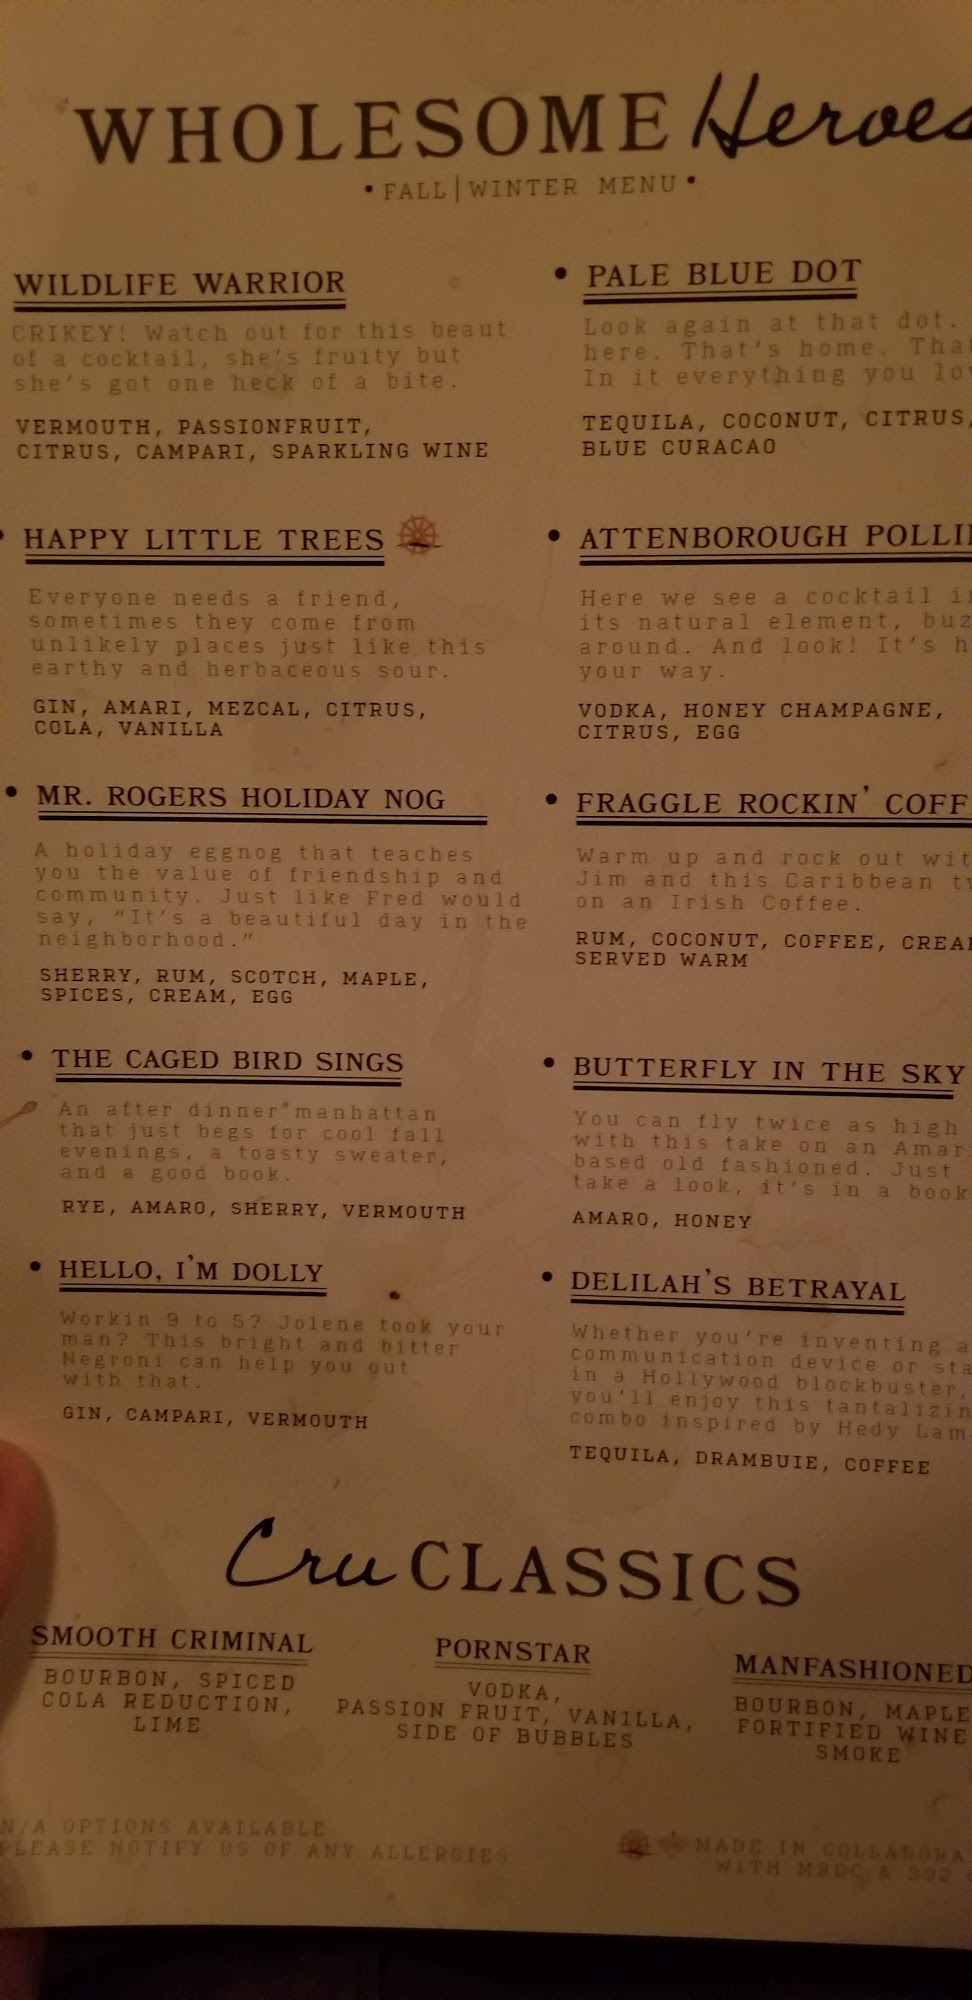 WHOLESOME Heroes
• FALL|WINTER MENU •
WILDLIFE WARRIOR
CRIKEY! Watch out for this beaut
of a cocktail, she's fruity but
she's got one heck of a bite.
VERMOUTH, PASSIONFRUIT,
CITRUS, CAMPARI, SPARKLING WINE
• PALE BLUE DOT
Look again at that dot.
here. That's home.
In it everything you
TEQUILA, COCONUT, CITRUS,
BLUE CURACAO
• HAPPY LITTLE TREES
Everyone needs a friend,
sometimes they come from
unlikely places just like this
earthy and herbaceous sour.
GIN, AMARI, MEZCAL, CITRUS,
COLA, VANILLA
• ATTENBOROUGH
Here we see a cocktail
its natural element,
around. And look! It's
your way.
VODKA, HONEY CHAMPAGNE,
CITRUS, EGG
• MR. ROGERS HOLIDAY NOG
A holiday eggnog that teaches
you the value of friendship and
community. Just like Fred would
say, "It's a beautiful day in the
neighborhood."
SHERRY, RUM, SCOTCH, MAPLE,
SPICES, CREAM, EGG
• FRAGGLE ROCKIN'
Warm up and rock out
Jim and this Caribbean
on an Irish Coffee.
RUM, COCONUT, COFFEE,
SERVED WARM
• THE CAGED BIRD SINGS
An after dinner manhattan
that just begs for cool fall
evenings, a toasty sweater,
and a good book.
RYE, AMARO, SHERRY, VERMOUTH
• BUTTERFLY IN THE SKY
You can fly twice as high
with this take on an
based old fashioned. Just
take a look, it's in a book
AMARO, HONEY
• HELLO, I'M DOLLY
Workin 9 to 5? Jolene took your
man? This bright and bitter
Negroni can help you out
with that.
GIN, CAMPARI, VERMOUTH
• DELILAH'S BETRAYAL
Whether you're inventing a
communication device or
in a Hollywood blockbuster,
you'll enjoy this
combo inspired by Hedy
TEQUILA, DRAMBUIE, COFFEE
Cru CLASSICS
SMOOTH CRIMINAL
BOURBON, SPICED
COLA REDUCTION,
LIME
PORNSTAR
VODKA,
PASSION FRUIT, VANILLA,
SIDE OF BUBBLES
MANFASHIONED
BOURBON, MAPLE
FORTIFIED WINE
SMOKE
N/A OPTIONS AVAILABLE
PLEASE NOTIFY US OF ANY ALLERGIES
MADE IN
WITH MRDC & 392